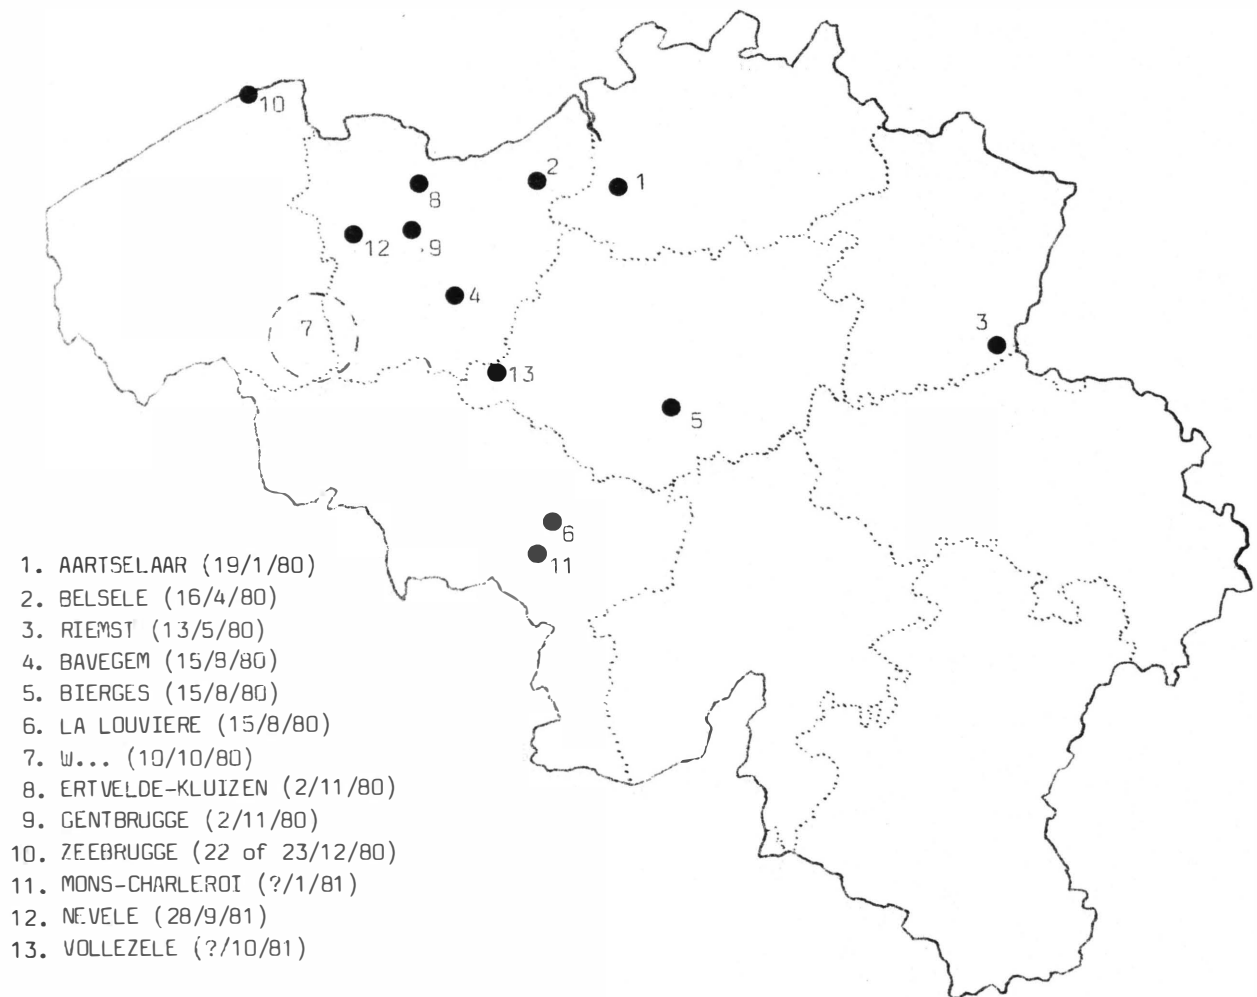 10
2
1
8
12
9
4
7
3
13
5
6
11
1. AARTSELAAR (19/1/80)
2. BELSELE (16/4/80)
3. RIEMST (13/5/80)
4. BAVEGEM (15/8/80)
5. BIERGES (15/8/80)
6. LA LOUVIERE (15/8/80)
7. W... (10/10/80)
8. ERTVELDE-KLUIZEN (2/11/80)
9. GENTBRUGGE (2/11/80)
10. ZEEBRUGGE (22 of 23/12/80)
11. MONS-CHARLEROI (?/1/81)
12. NEVELE (28/9/81)
13. VOLLEZELE (?/10/81)